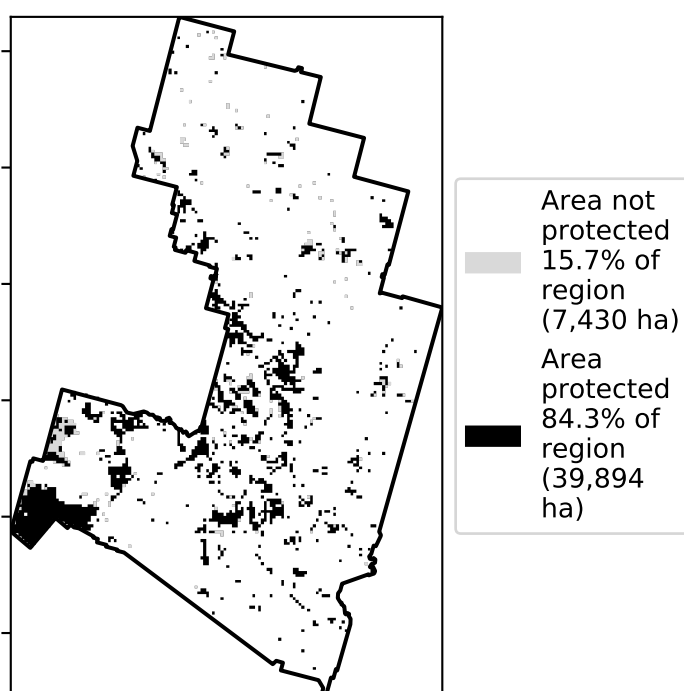 Area not
protected
15.7% of
region
(7,430 ha)
Area
protected
84.3% of
region
(39,894
ha)